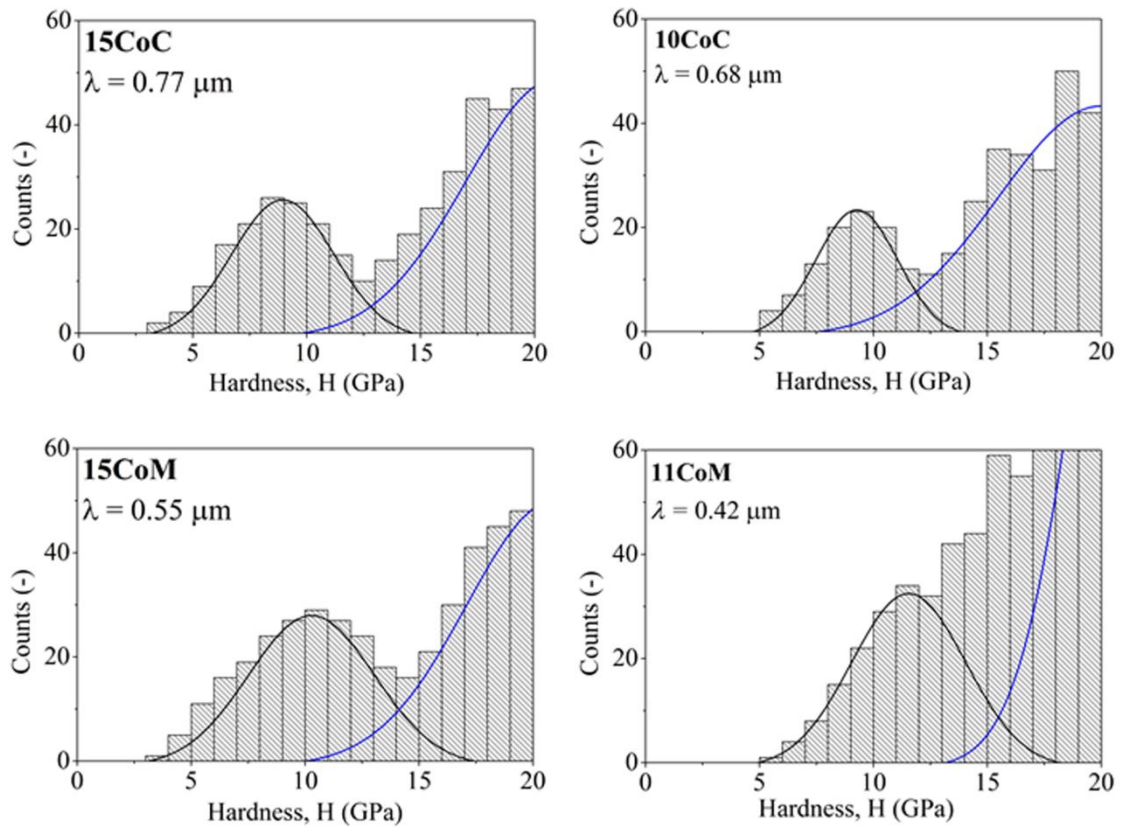 15CoC
λ = 0.77 μm
60
40
20
0
Counts (-)
0 5 10 15 20
Hardness, H (GPa)
10CoC
λ = 0.68 μm
60
40
20
0
Counts (-)
0 5 10 15 20
Hardness, H (GPa)
15CoM
λ = 0.55 μm
60
40
20
0
Counts (-)
0 5 10 15 20
Hardness, H (GPa)
11CoM
λ = 0.42 μm
60
40
20
0
Counts (-)
0 5 10 15 20
Hardness, H (GPa)